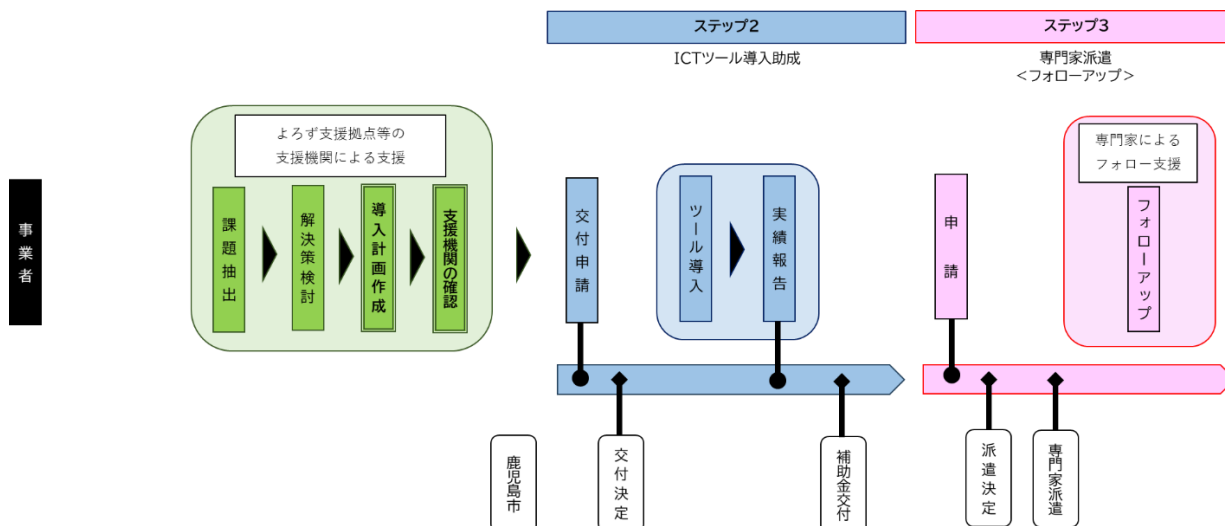 ステップ2
ステップ3
ICTツール導入助成
専門家派遣
＜フォローアップ＞
よろず支援拠点等の
支援機関による支援
専門家による
フォロー支援
事業者
課題抽出
解決策検討
導入計画作成
支援機関の確認
交付申請
ツール導入
実績報告
申請
フォローアップ
鹿児島市
交付決定
補助金交付
派遣決定
専門家派遣